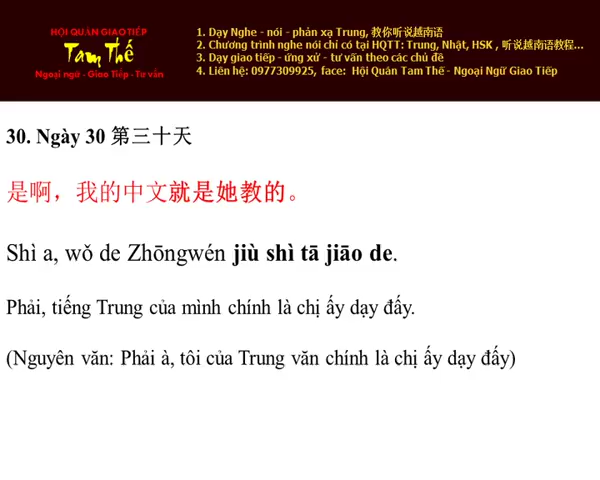 HỘI QUÁN GIAO TIẾP
Tam Thế
Ngoại ngữ - Giao Tiếp - Tư vấn
1. Dạy Nghe - nói - phản xạ Trung, 教你听说越南语
2. Chương trình nghe nói chỉ có tại HQTT: Trung, Nhật, HSK , 听说越南语教程...
3. Dạy giao tiếp - ứng xử - tư vấn theo các chủ đề
4. Liên hệ: 0977309925, face:  Hội Quán Tam Thế - Ngoại Ngữ Giao Tiếp
30. Ngày 30 第三十天
是啊，我的中文就是她教的。
Shì a, wǒ de Zhōngwén jiù shì tā jiāo de.
Phải, tiếng Trung của mình chính là chị ấy dạy đấy.
(Nguyên văn: Phải à, tôi của Trung văn chính là chị ấy dạy đấy)